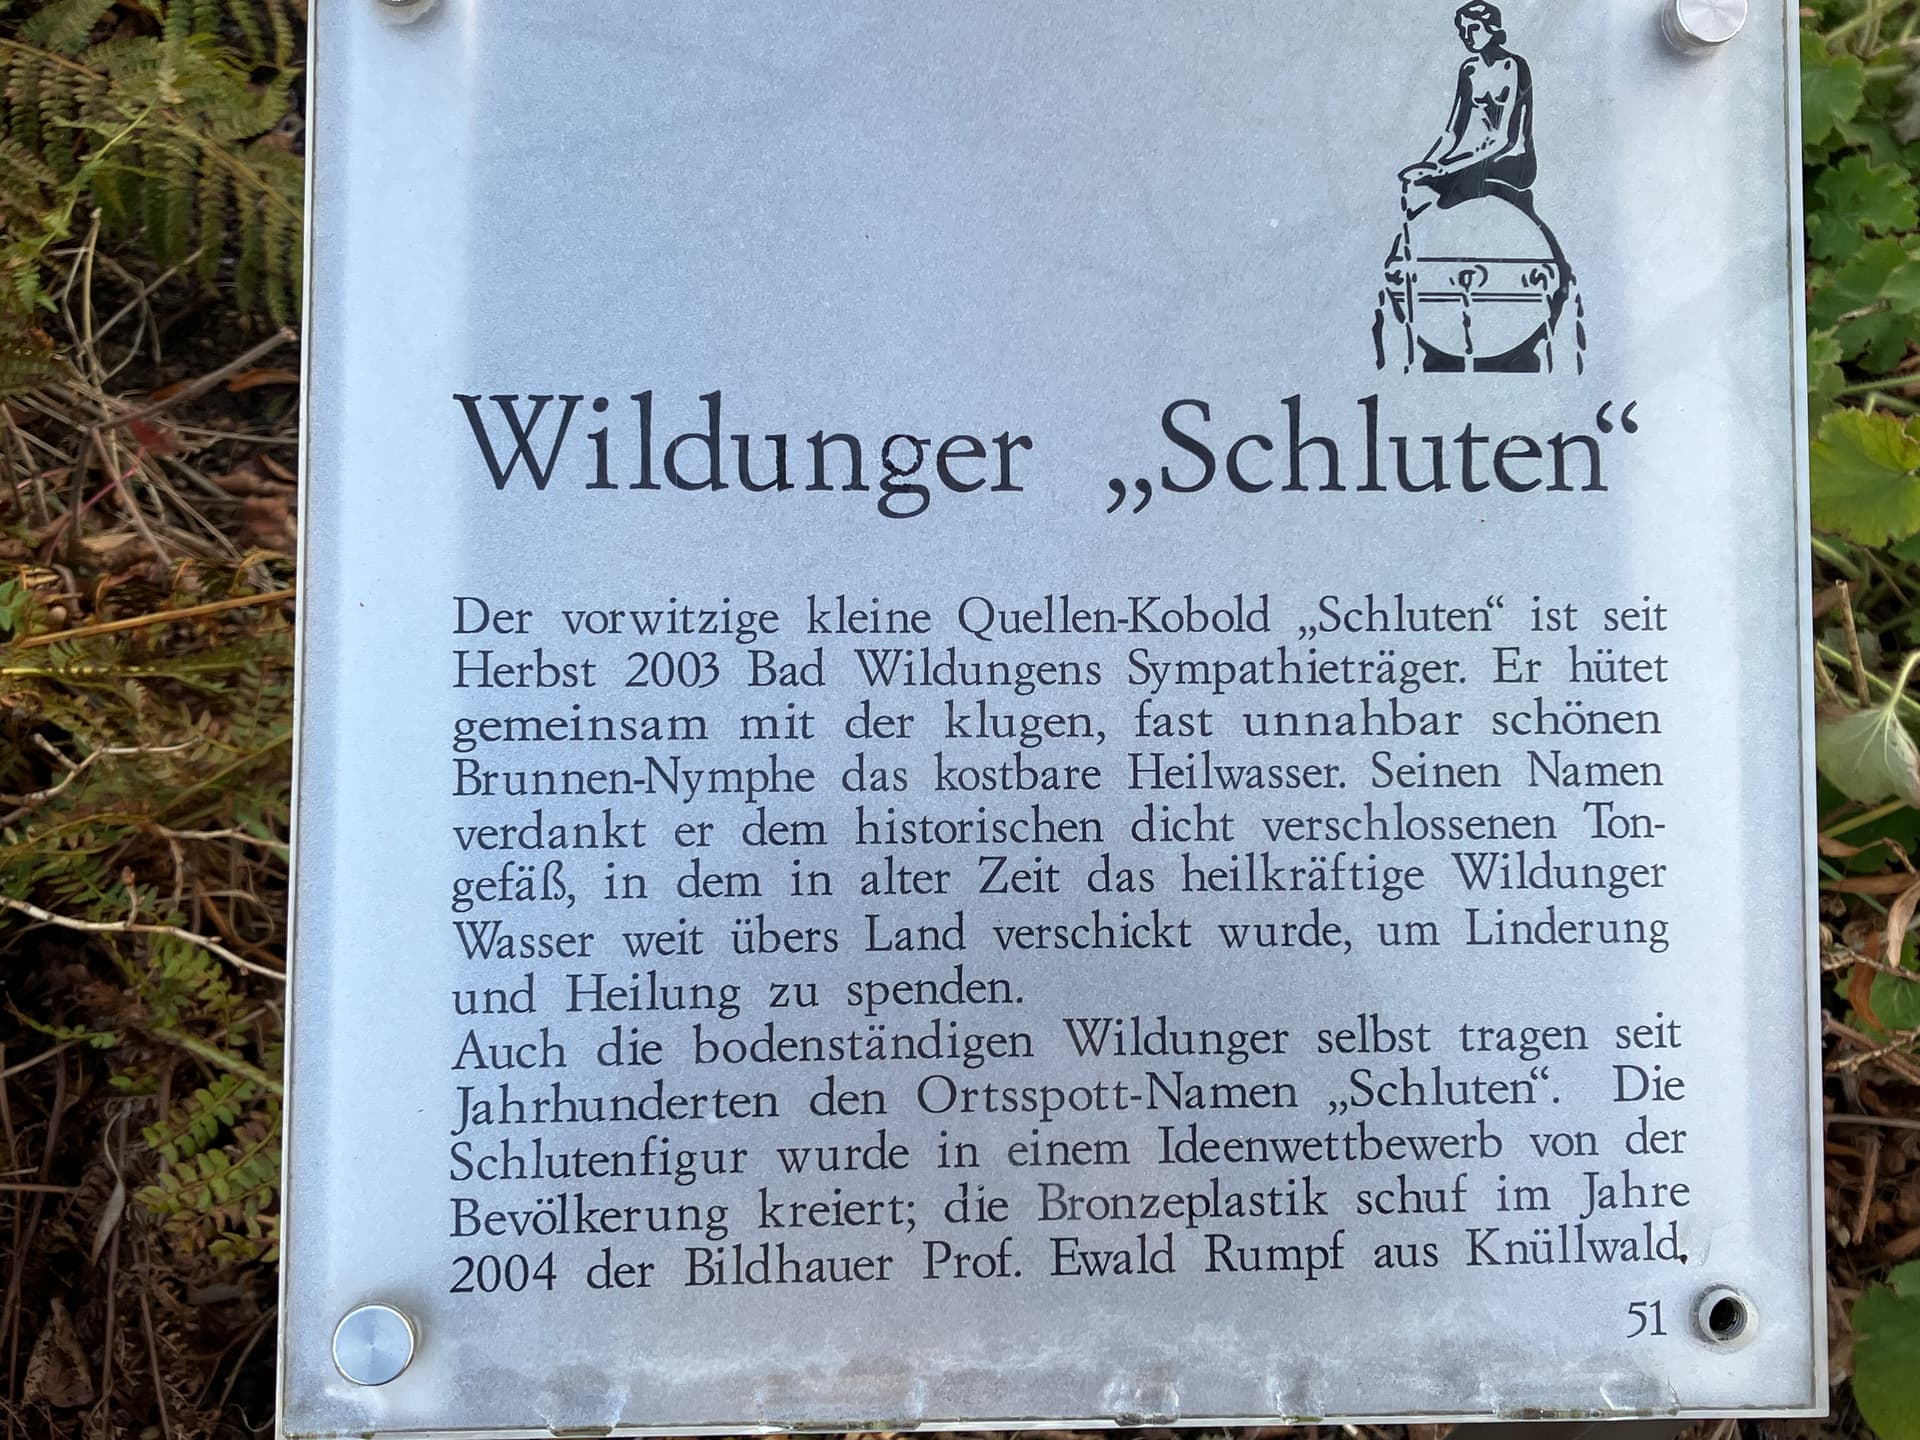 Wildunger „Schluten“
Der vorwitzige kleine Quellen-Kobold „Schluten“ ist seit
Herbst 2003 Bad Wildungens Sympathieträger. Er hütet
gemeinsam mit der klugen, fast unnahbar schönen
Brunnen-Nymphe das kostbare Heilwasser. Seinen Namen
verdankt er dem historischen dicht verschlossenen Ton-
gefäß, in dem in alter Zeit das heilkräftige Wildunger
Wasser weit übers Land verschickt wurde, um Linderung
und Heilung zu spenden.
Auch die bodenständigen Wildunger selbst tragen seit
Jahrhunderten den Ortsspott-Namen „Schluten“. Die
Schlutenfigur wurde in einem Ideenwettbewerb von der
Bevölkerung kreiert; die Bronzeplastik schuf im Jahre
2004 der Bildhauer Prof. Ewald Rumpf aus Knüllwald.
51